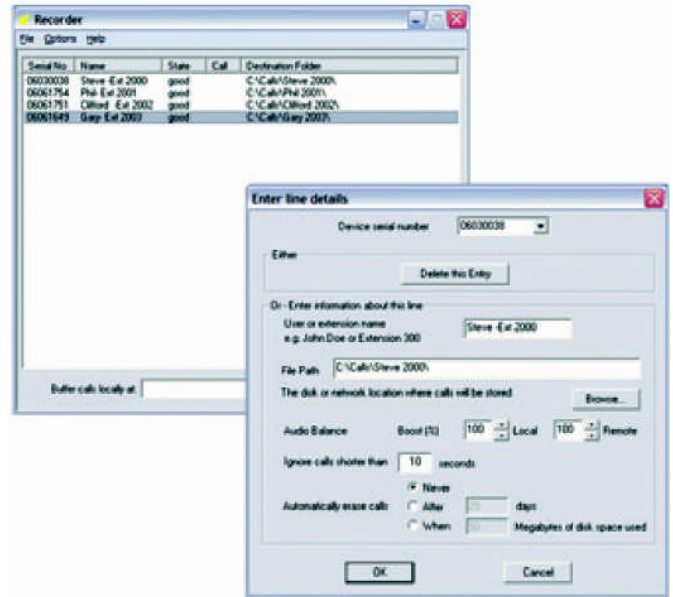 Recorder
File Options Help
Serial No Name State Call Destination Folder
06030038 Steve -Ext 2000 good C:\Calls\Steve 2000\
06061754 Phil- Ext 2001 good C:\Calls\Phil 2001\
06061751 Clifford -Ext 2002 good C:\Calls\Clifford 2002\
06061649 Gary- Ext 2003 good C:\Calls\Gary 2003\
Buffer calls locally at
Enter line details
Device serial number 06030038
Either
Delete this Entry
Or - Enter information about this line
User or extension name Steve -Ext 2000
e.g. John Doe or Extension 300
File Path C:\Calls\Steve 2000\
The disk or network location where calls will be stored
Browse...
Audio Balance Boost (%) 100 Local 100 Remote
Ignore calls shorter than 10 seconds
Never
Automatically erase calls After days
When Megabytes of disk space used
OK Cancel